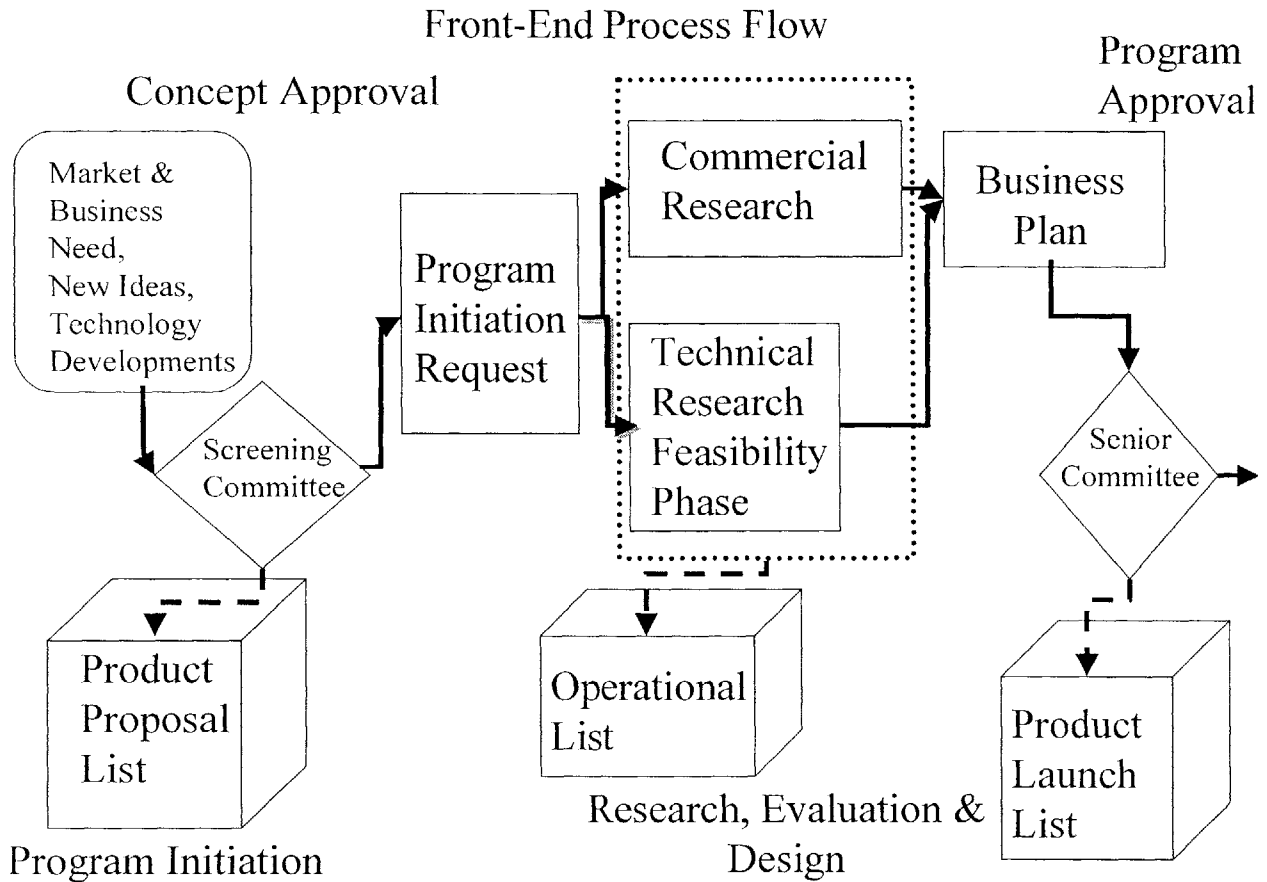 Front-End Process Flow
Concept Approval
Program
Approval
Market &
Business
Need,
New Ideas,
Technology
Developments
Screening
Committee
Program
Initiation
Request
Commercial
Research
Technical
Research
Feasibility
Phase
Business
Plan
Senior
Committee
Product
Proposal
List
Operational
List
Product
Launch
List
Program Initiation
Research, Evaluation &
Design